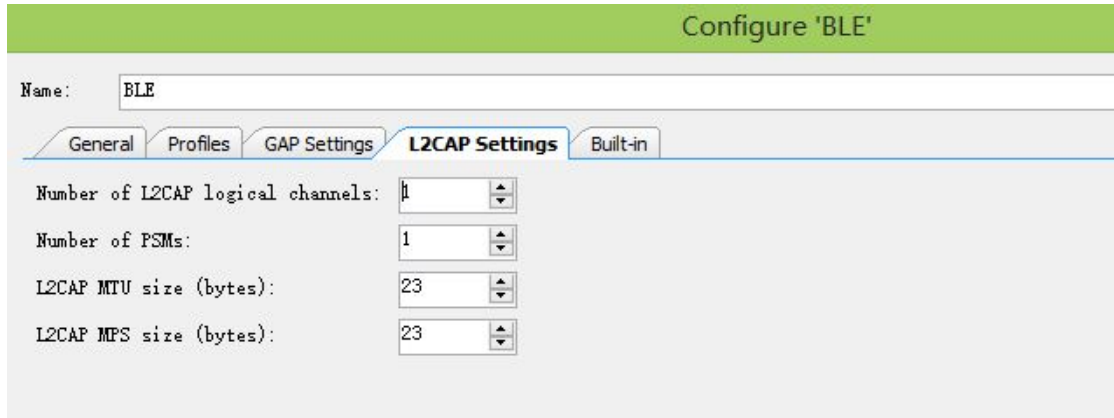 Configure 'BLE'
Name: BLE
General Profiles GAP Settings L2CAP Settings Built-in
Number of L2CAP logical channels: 1
Number of PSMs: 1
L2CAP MTU size (bytes): 23
L2CAP MPS size (bytes): 23